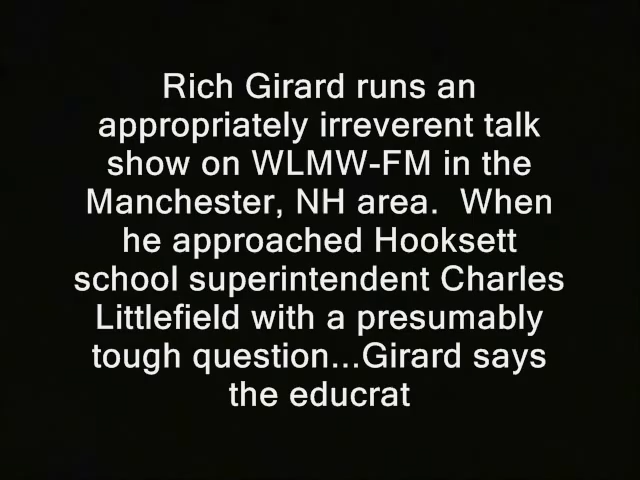 Rich Girard runs an
appropriately irreverent talk
show on WLMW-FM in the
Manchester, NH area.  When
he approached Hooksett
school superintendent Charles
Littlefield with a presumably
tough question...Girard says
the educrat